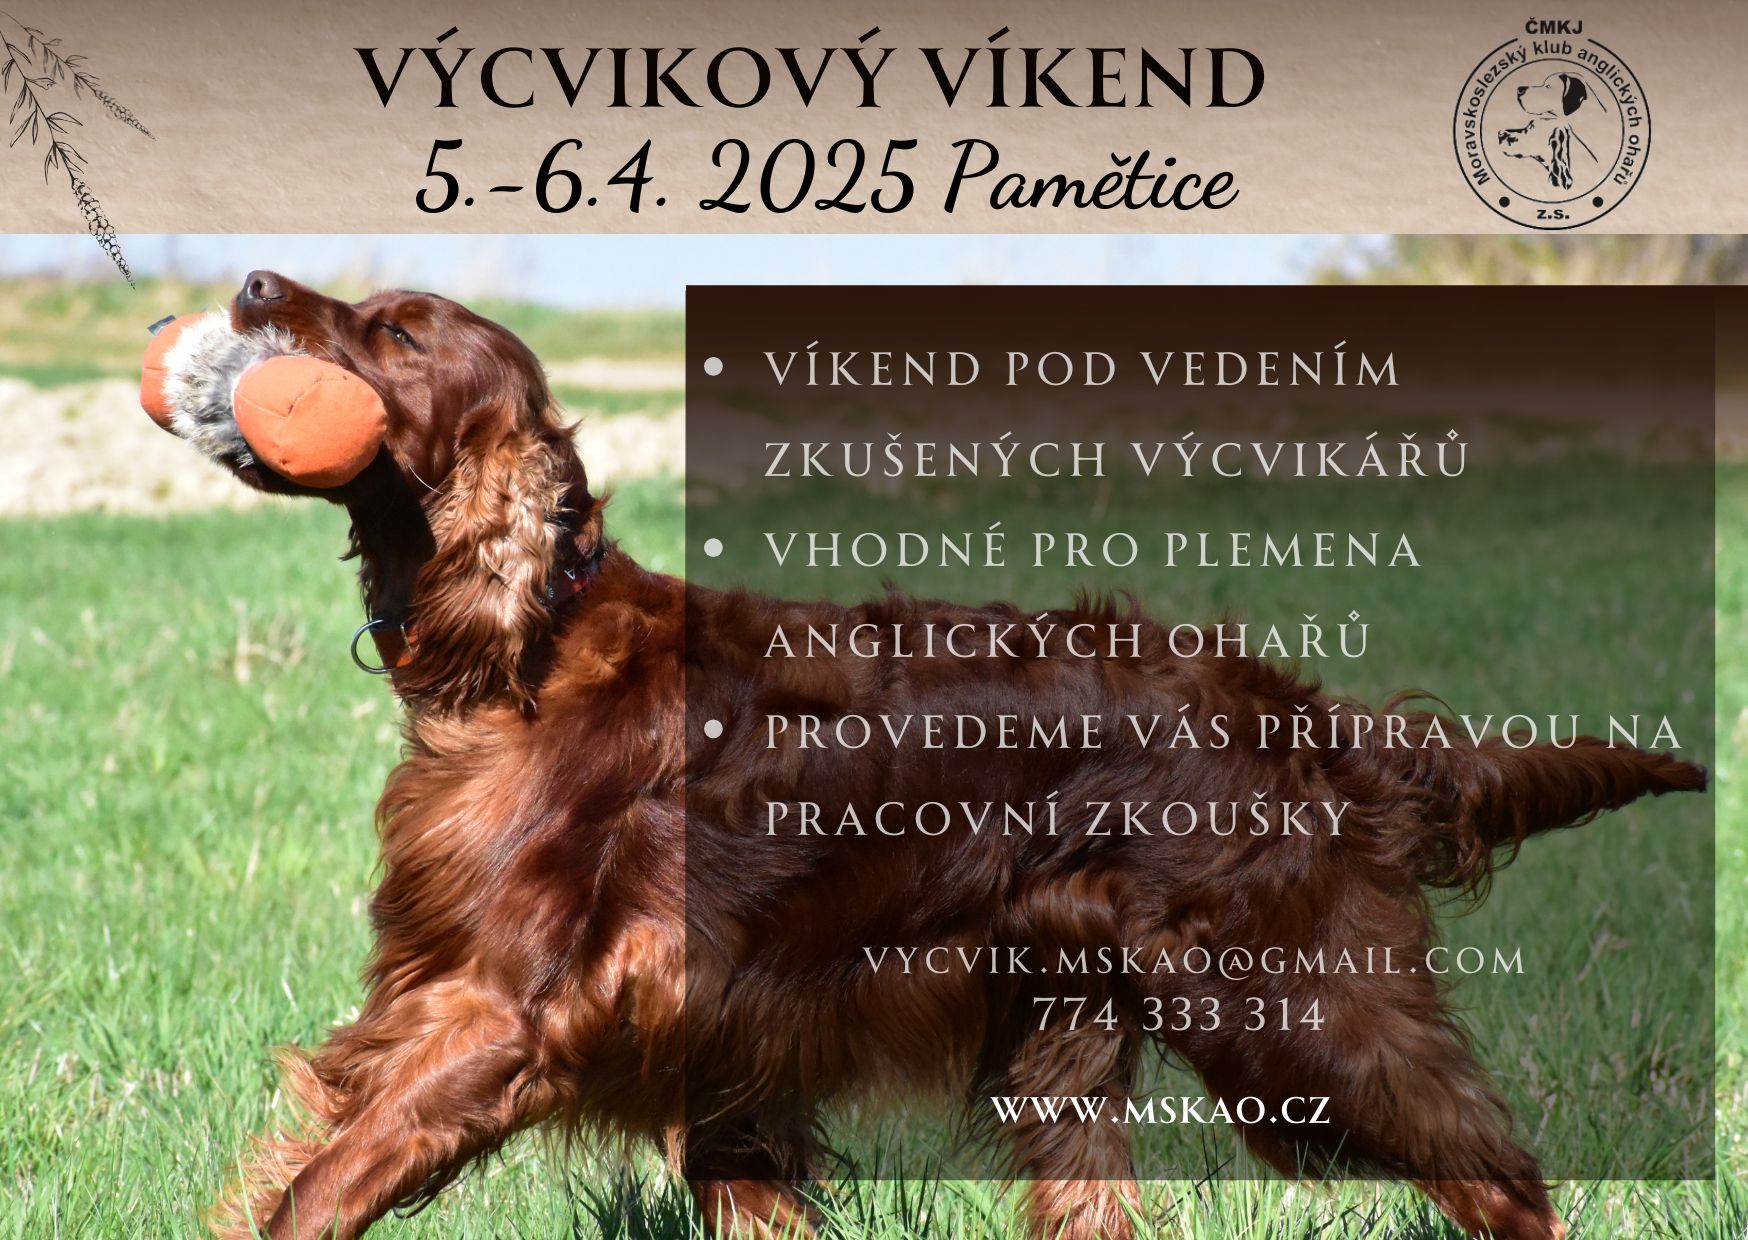 VÝCVIKOVÝ VÍKEND
5.-6.4. 2025 Pamětice
ČMKJ
Moravskoslezský klub anglických ohařů
z.s.
• VÍKEND POD VEDENÍM
ZKUŠENÝCH VÝCVIKÁŘŮ
• VHODNÉ PRO PLEMENA
ANGLICKÝCH OHAŘŮ
• PROVEDEME VÁS PŘÍPRAVOU NA
PRACOVNÍ ZKOUŠKY
VYCVIK.MSKAO@GMAIL.COM
774 333 314
WWW.MSKAO.CZ